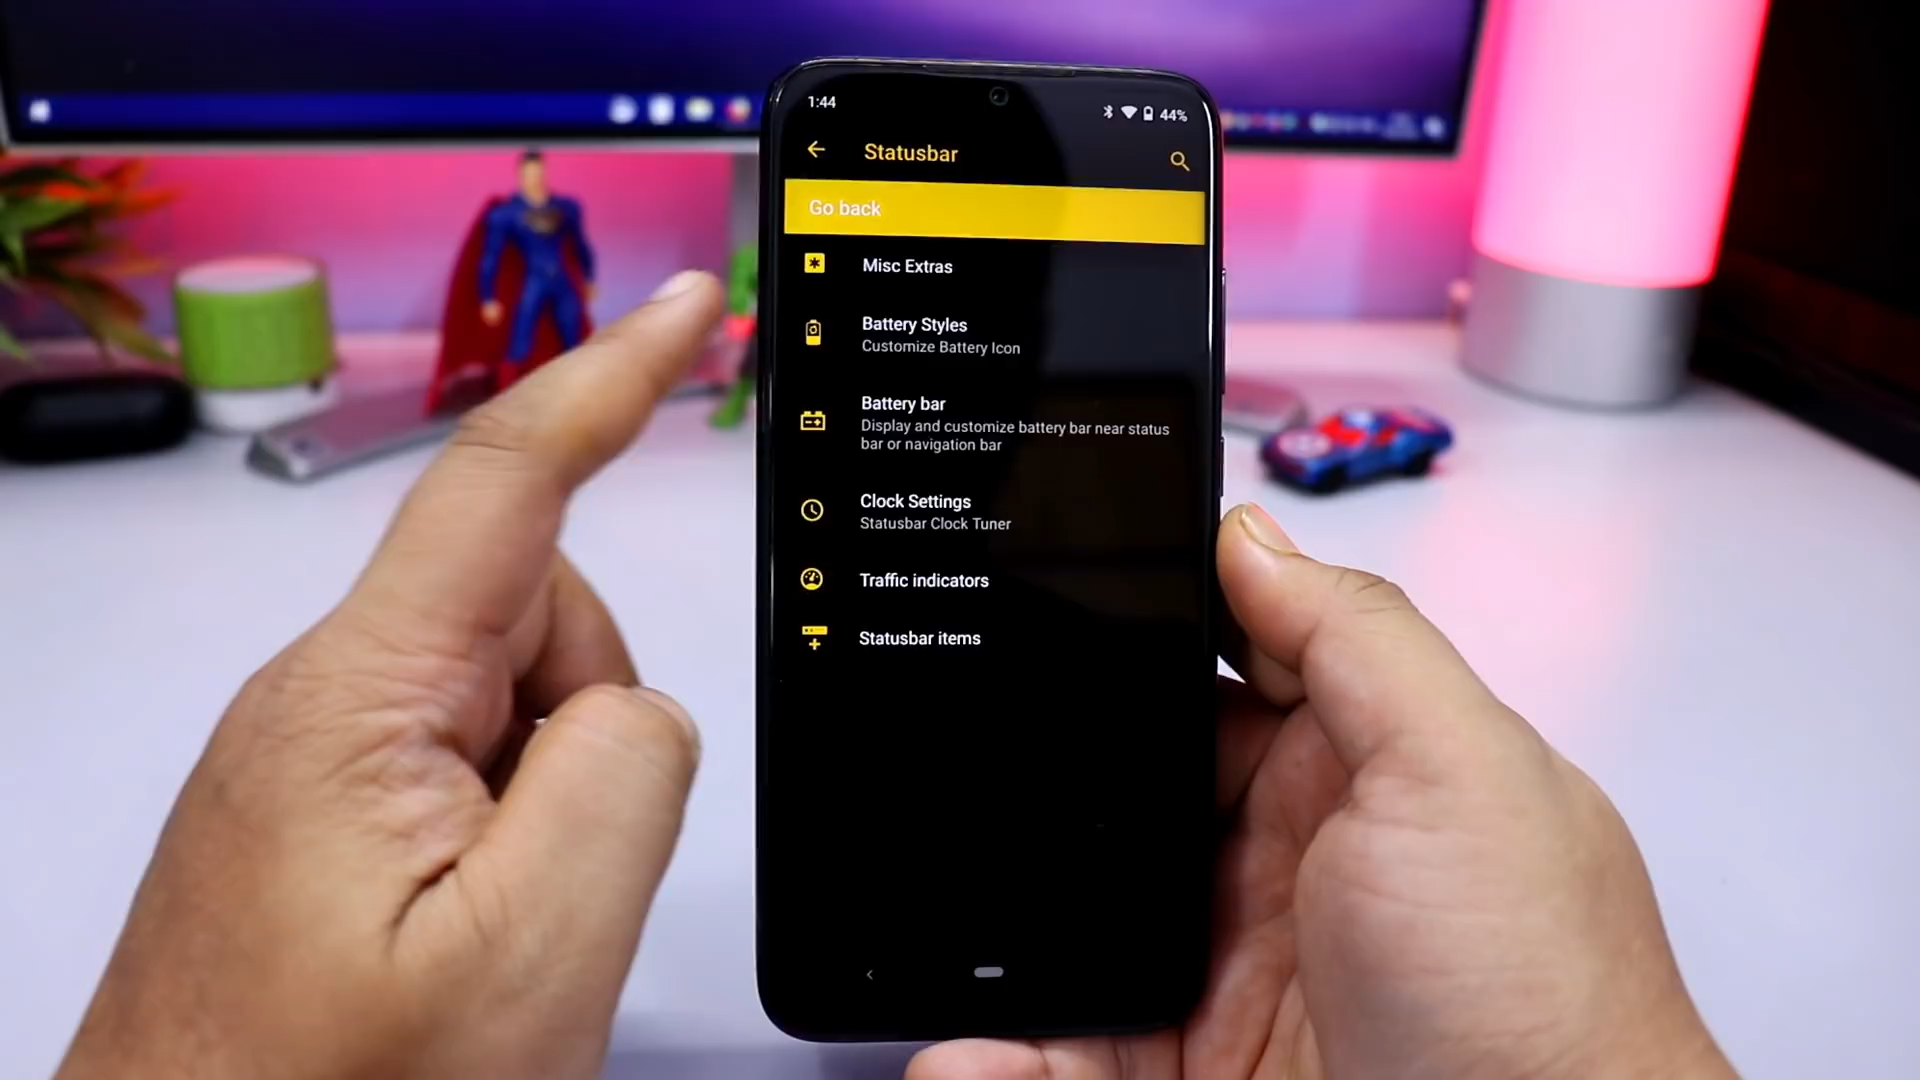 1:44
44%
Statusbar
Go back
Misc Extras
Battery Styles
Customize Battery Icon
Battery bar
Display and customize battery bar near status
bar or navigation bar
Clock Settings
Statusbar Clock Tuner
Traffic indicators
Statusbar items